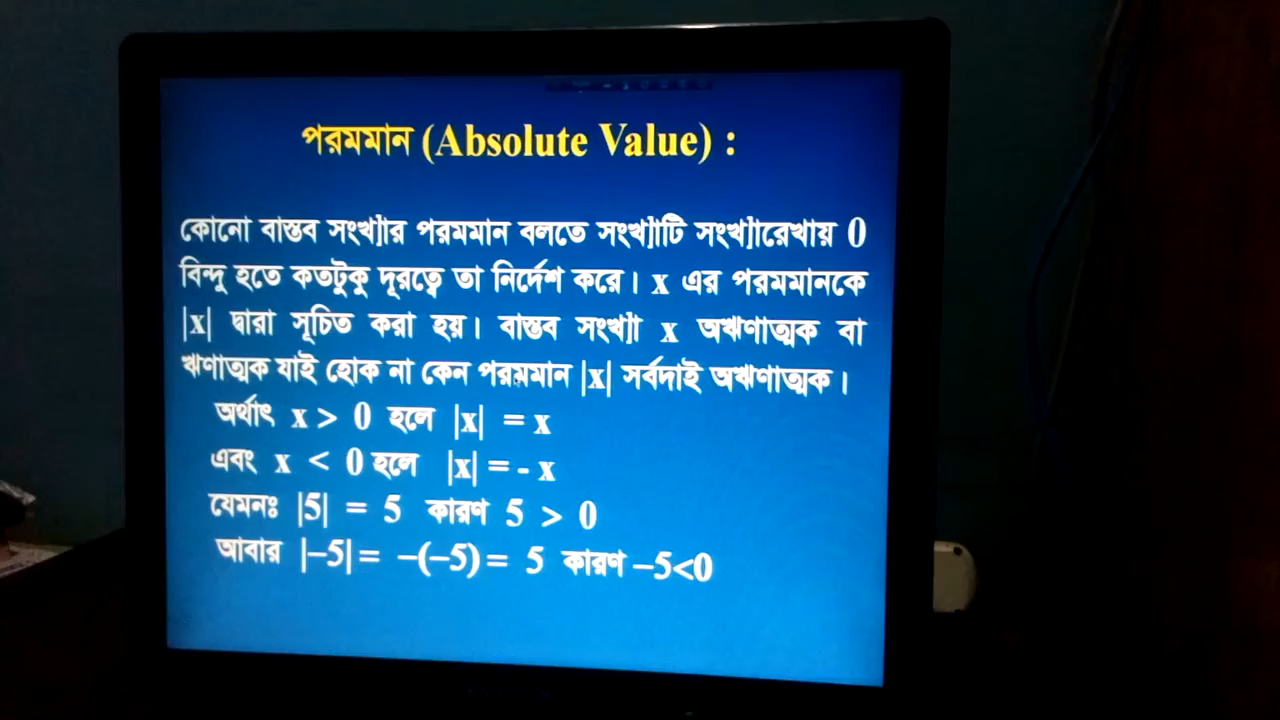 পরমমান (Absolute Value) :
কোনো বাস্তব সংখ্যার পরমমান বলতে সংখ্যাটি সংখ্যারেখায় 0
বিন্দু হতে কতটুকু দূরত্বে তা নির্দেশ করে। x এর পরমমানকে
|x| দ্বারা সূচিত করা হয়। বাস্তব সংখ্যা x অঋণাত্মক বা
ঋণাত্মক যাই হোক না কেন পরমমান |x| সর্বদাই অঋণাত্মক।
অর্থাৎ x > 0 হলে |x| = x
এবং x < 0 হলে |x| = - x
যেমনঃ |5| = 5 কারণ 5 > 0
আবার |–5| = –(–5) = 5 কারণ –5<0